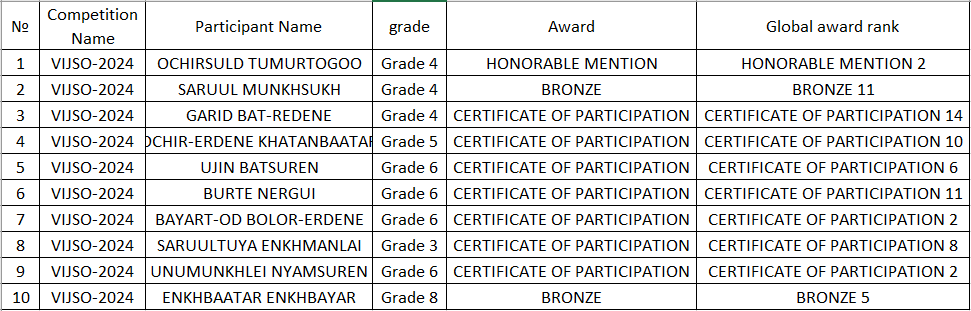 № Competition Name Participant Name grade Award Global award rank
1 VIJSO-2024 OCHIRSULD TUMURTOGOO Grade 4 HONORABLE MENTION HONORABLE MENTION 2
2 VIJSO-2024 SARUUL MUNKHSUKH Grade 4 BRONZE BRONZE 11
3 VIJSO-2024 GARID BAT-REDENE Grade 4 CERTIFICATE OF PARTICIPATION CERTIFICATE OF PARTICIPATION 14
4 VIJSO-2024 OCHIR-ERDENE KHATANBAATAR Grade 5 CERTIFICATE OF PARTICIPATION CERTIFICATE OF PARTICIPATION 10
5 VIJSO-2024 UJIN BATSUREN Grade 6 CERTIFICATE OF PARTICIPATION CERTIFICATE OF PARTICIPATION 6
6 VIJSO-2024 BURTE NERGUI Grade 6 CERTIFICATE OF PARTICIPATION CERTIFICATE OF PARTICIPATION 11
7 VIJSO-2024 BAYART-OD BOLOR-ERDENE Grade 6 CERTIFICATE OF PARTICIPATION CERTIFICATE OF PARTICIPATION 2
8 VIJSO-2024 SARUULTUYA ENKHMANLAI Grade 3 CERTIFICATE OF PARTICIPATION CERTIFICATE OF PARTICIPATION 8
9 VIJSO-2024 UNUMUNKHLEI NYAMSUREN Grade 6 CERTIFICATE OF PARTICIPATION CERTIFICATE OF PARTICIPATION 2
10 VIJSO-2024 ENKHBAATAR ENKHBAYAR Grade 8 BRONZE BRONZE 5